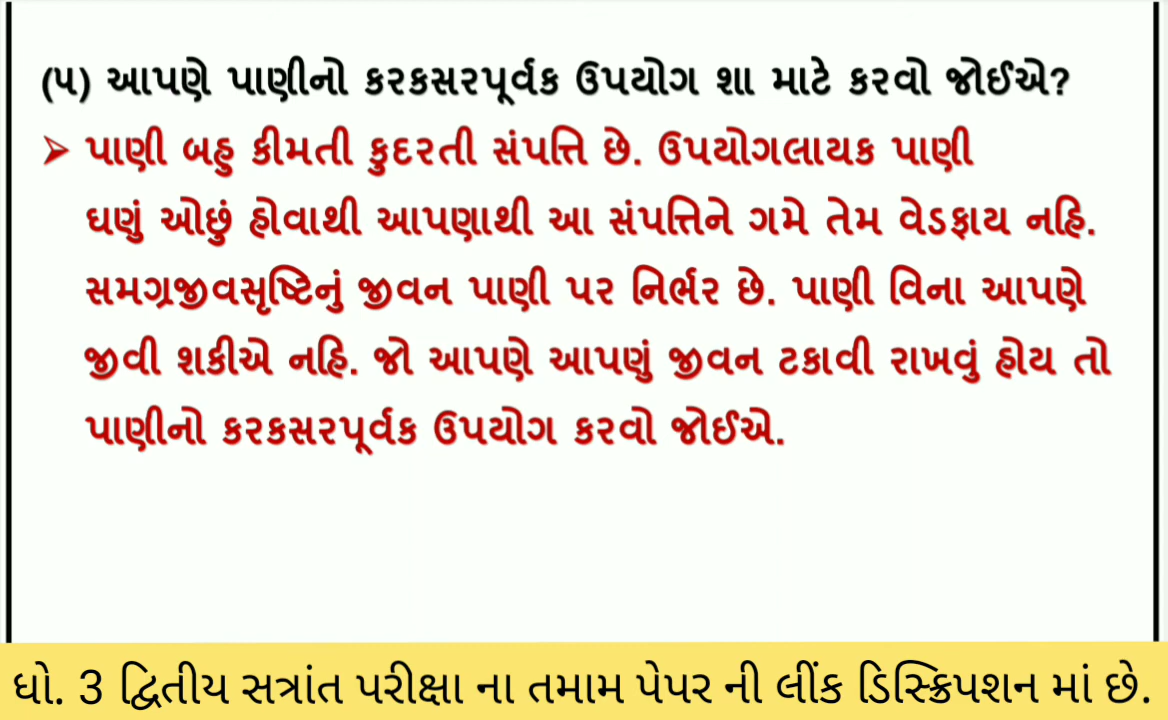 (૫) આપણે પાણીનો કરકસરપૂર્વક ઉપયોગ શા માટે કરવો જોઈએ?
➢ પાણી બહુ કીમતી કુદરતી સંપત્તિ છે. ઉપયોગલાયક પાણી
ઘણું ઓછું હોવાથી આપણાથી આ સંપત્તિને ગમે તેમ વેડફાય નહિ.
સમગ્રજીવસૃષ્ટિનું જીવન પાણી પર નિર્ભર છે. પાણી વિના આપણે
જીવી શકીએ નહિ. જો આપણે આપણું જીવન ટકાવી રાખવું હોય તો
પાણીનો કરકસરપૂર્વક ઉપયોગ કરવો જોઈએ.
ધો. 3 દ્વિતીય સત્રાંત પરીક્ષા ના તમામ પેપર ની લીંક ડિસ્ક્રિપશન માં છે.